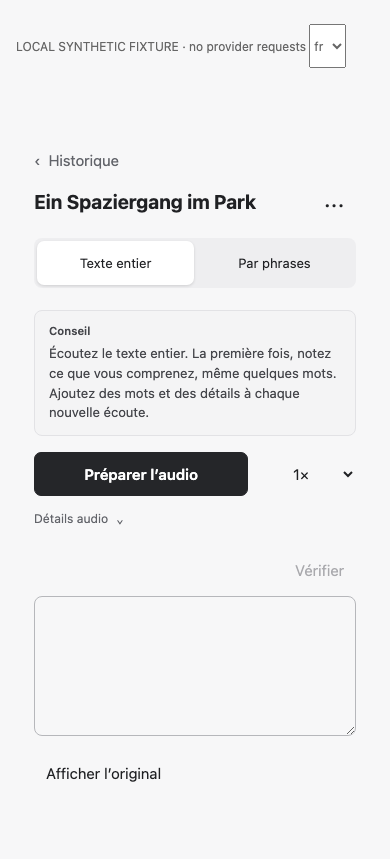 LOCAL SYNTHETIC FIXTURE · no provider requests fr
‹ Historique
Ein Spaziergang im Park ...
Texte entier Par phrases
Conseil
Écoutez le texte entier. La première fois, notez
ce que vous comprenez, même quelques mots.
Ajoutez des mots et des détails à chaque
nouvelle écoute.
Préparer l’audio 1×
Détails audio
Vérifier
Afficher l’original